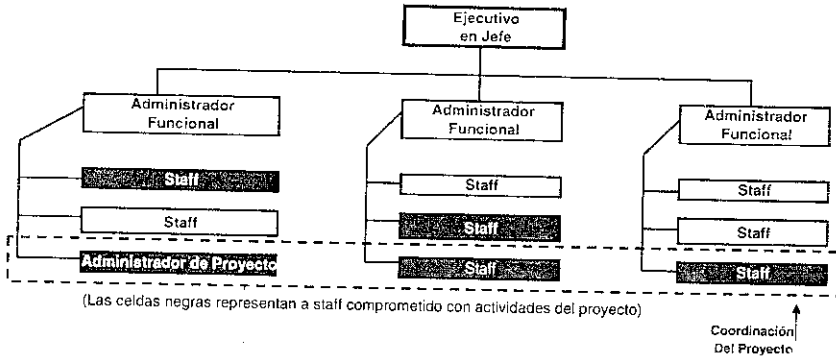 Ejecutivo
en Jefe
Administrador
Funcional
Administrador
Funcional
Administrador
Funcional
Staff
Staff
Staff
Staff
Staff
Staff
Administrador de Proyecto
Staff
Staff
(Las celdas negras representan a staff comprometido con actividades del proyecto)
Coordinación
Del Proyecto